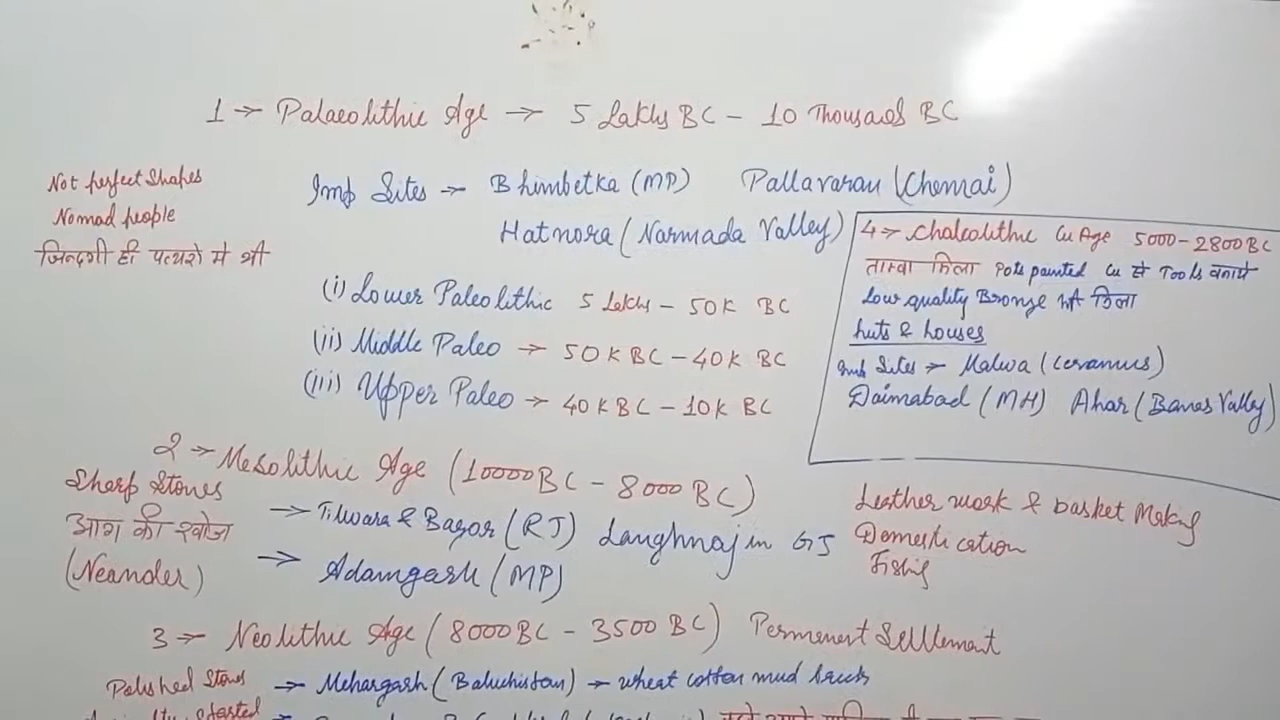 1 → Palaeolithic Age → 5 Lakhs BC - 10 Thousand BC
Not perfect Shapes
Nomad people
जिन्दगी ही पत्थरो मे थी
Imp Sites → Bhimbetka (MP) Pallavaran (Chennai)
Hatnora (Narmada Valley)
(i) Lower Paleolithic 5 Lakhs - 50K BC
(ii) Middle Paleo → 50K BC - 40K BC
(iii) Upper Paleo → 40K BC - 10K BC
4 → Chalcolithic Cu Age 5000 - 2800 BC
ताम्बा मिला Pots painted Cu से Tools बनाये
Low quality Bronze भी मिला
huts & houses
Imp Sites → Malwa (Ceramus)
Daimabad (MH) Ahar (Banas Valley)
2 → Mesolithic Age (10000 BC - 8000 BC)
Sharp Stones
आग की खोज
(Neander)
→ Tilwara & Bagor (RJ) Langhnaj in GJ
→ Adamgarh (MP)
Leather work & basket Making
Domestication
Fishing
3 → Neolithic Age (8000 BC - 3500 BC) Permenent Settlement
Polished Stones → Mehargarh (Baluchistan) → wheat cotton mud bricks
Started